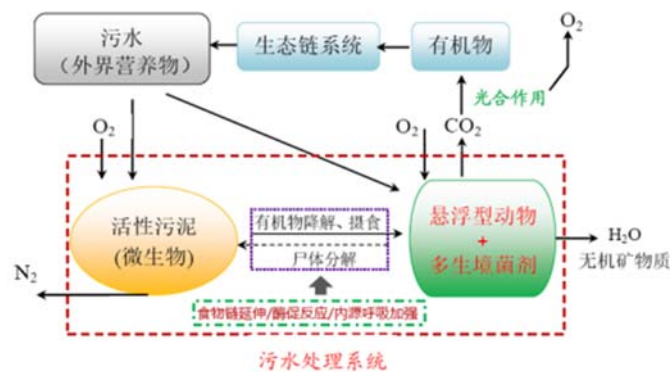 污水
（外界营养物）
生态链系统
有机物
O2
光合作用
O2
O2
CO2
活性污泥
(微生物)
有机物降解、摄食
尸体分解
悬浮型动物
+
多生境菌剂
H2O
无机矿物质
N2
食物链延伸/酶促反应/内源呼吸加强
污水处理系统